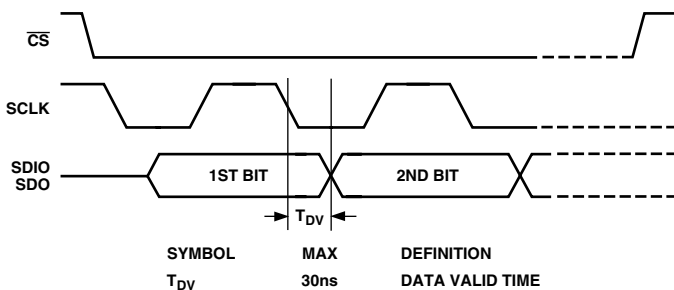 CS
SCLK
SDIO
SDO
1ST BIT
2ND BIT
TDV
SYMBOL MAX DEFINITION
TDV 30ns DATA VALID TIME